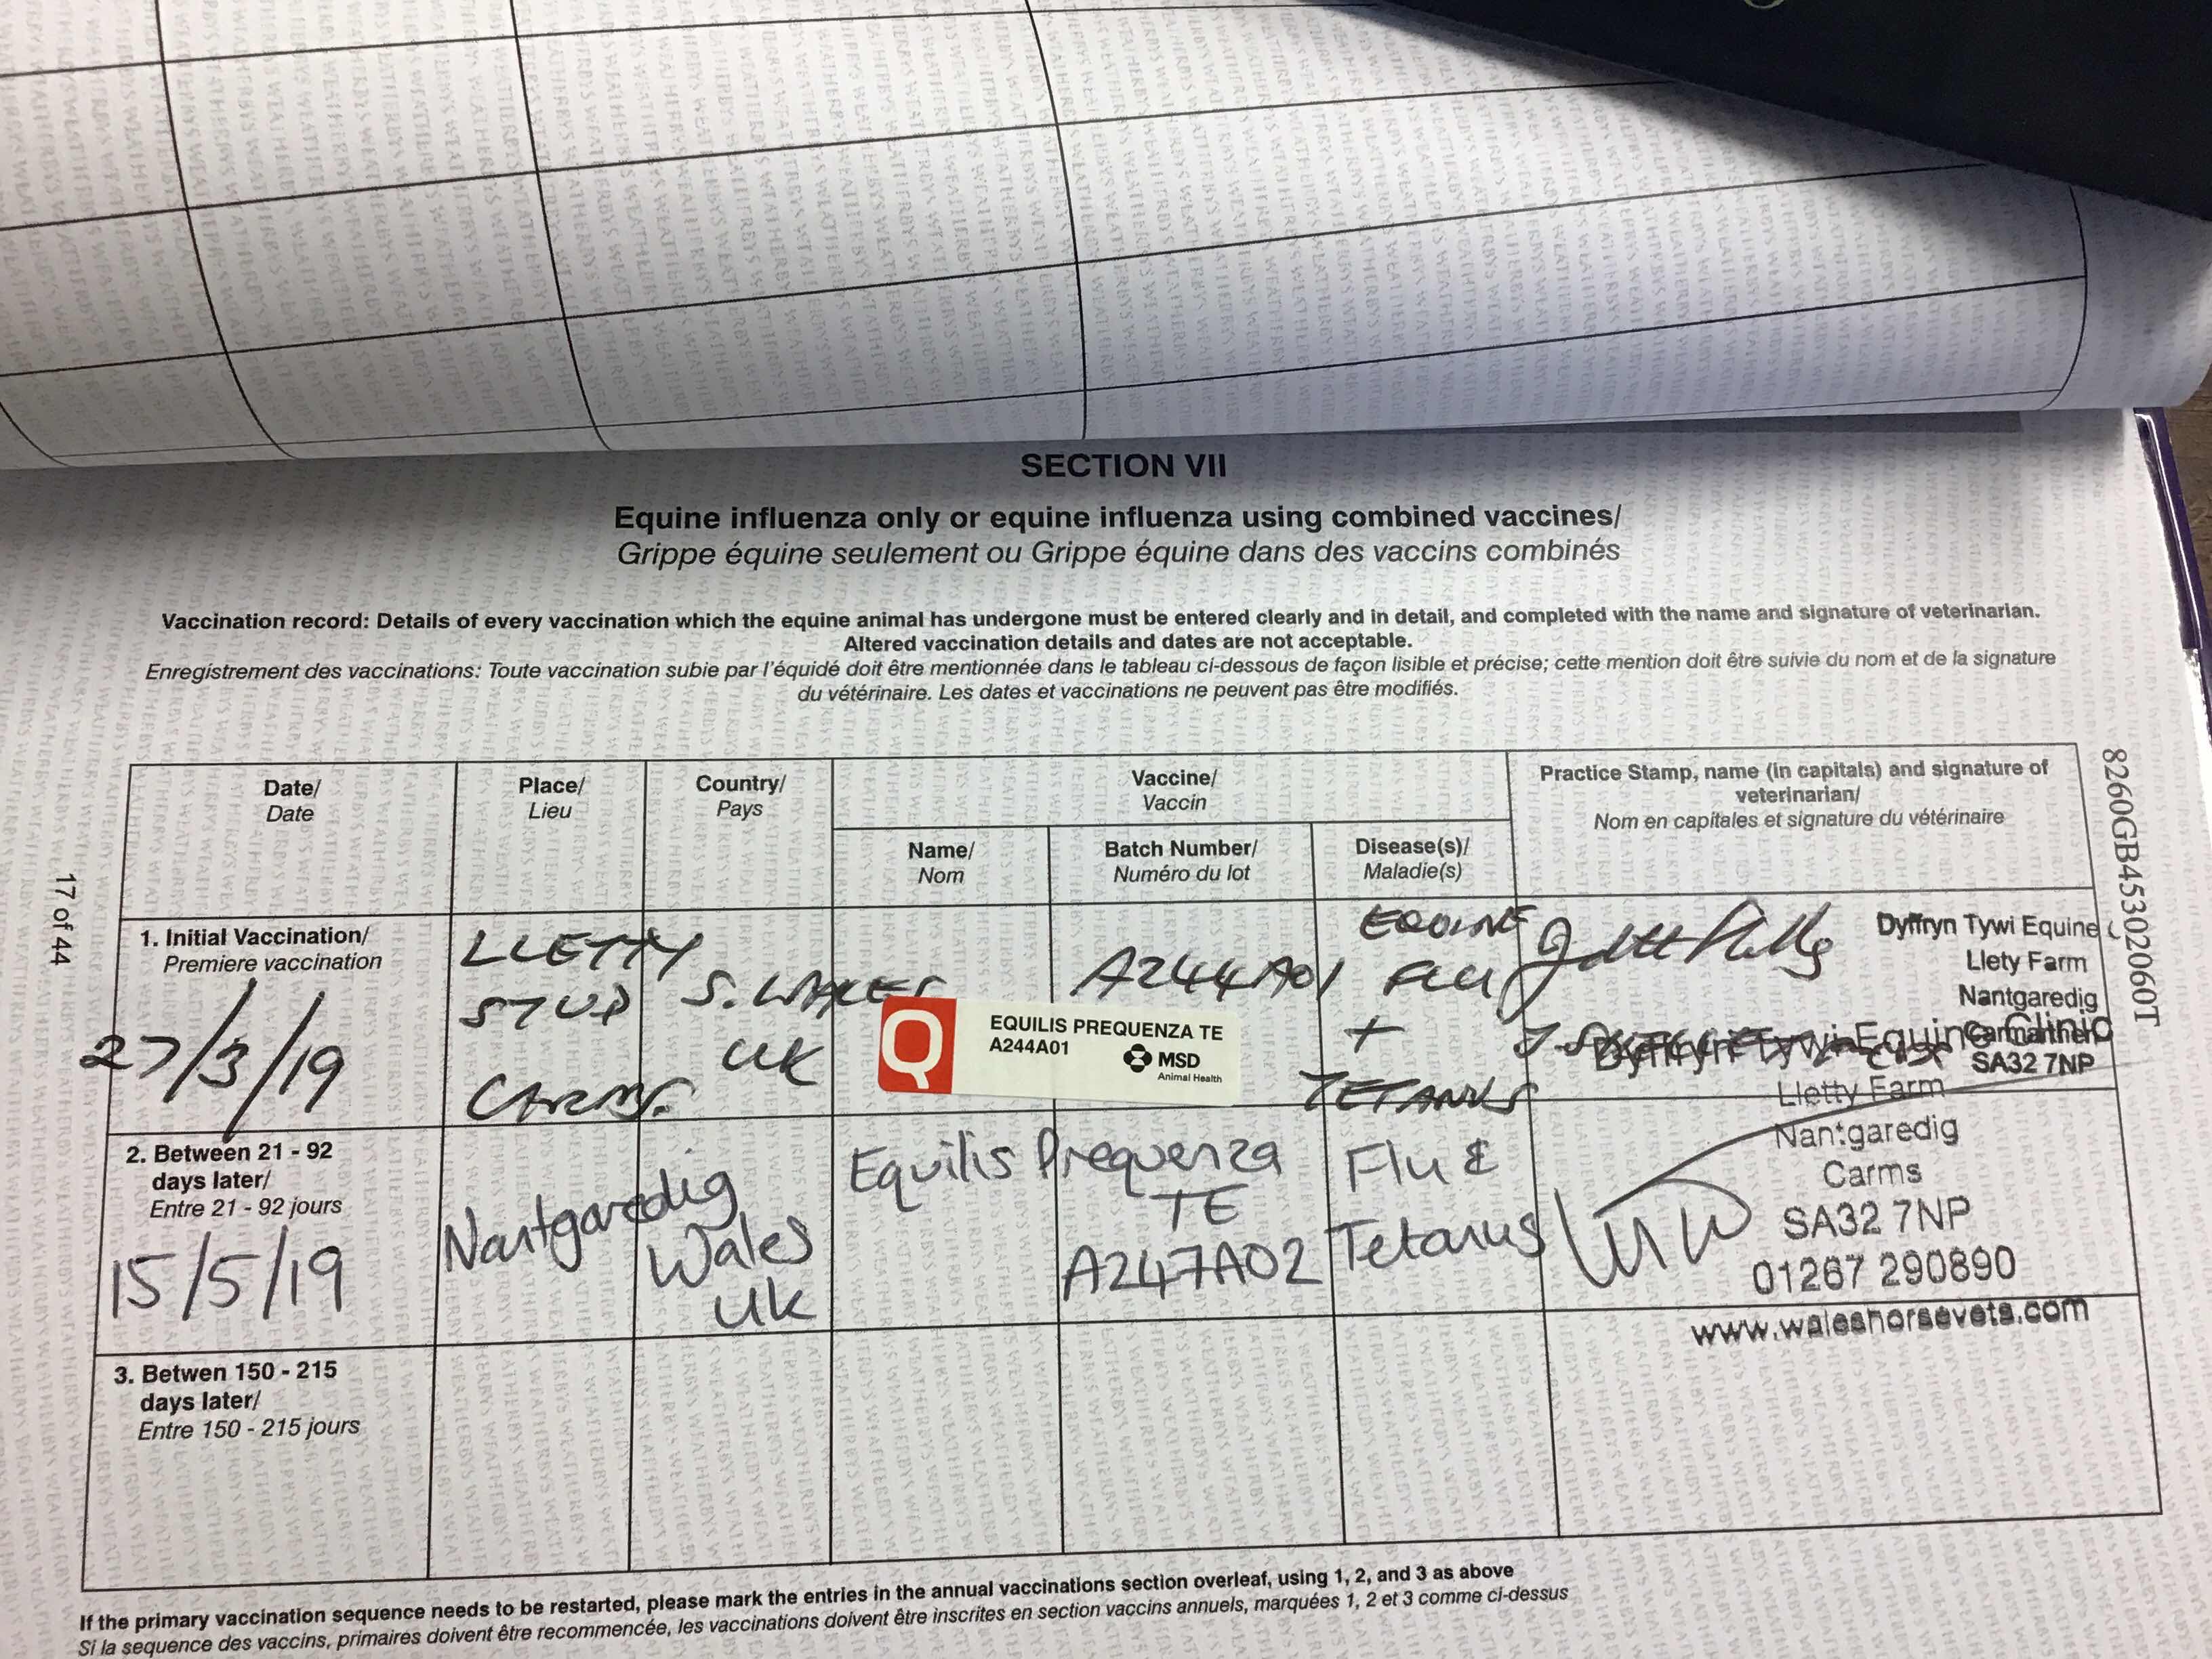 SECTION VII
Equine influenza only or equine influenza using combined vaccines/
Grippe équine seulement ou Grippe équine dans des vaccins combinés
Vaccination record: Details of every vaccination which the equine animal has undergone must be entered clearly and in detail, and completed with the name and signature of veterinarian.
Altered vaccination details and dates are not acceptable.
Enregistrement des vaccinations: Toute vaccination subie par l'équidé doit être mentionnée dans le tableau ci-dessous de façon lisible et précise; cette mention doit être suivie du nom et de la signature
du vétérinaire. Les dates et vaccinations ne peuvent pas être modifiés.
Date/
Date
Place/
Lieu
Country/
Pays
Vaccine/
Vaccin
Name/
Nom
Batch Number/
Numéro du lot
Disease(s)/
Maladie(s)
Practice Stamp, name (in capitals) and signature of
veterinarian/
Nom en capitales et signature du vétérinaire
1. Initial Vaccination/
Premiere vaccination
27/3/19
LLETTY
STUD
CARMS.
S. WALES
UK
EQUILIS PREQUENZA TE
A244A01
MSD
Animal Health
A244A01
EQUINE
FLU
+
TETANUS
Dyffryn Tywi Equine
Llety Farm
Nantgaredig
Carmarthen
SA32 7NP
2. Between 21 - 92
days later/
Entre 21 - 92 jours
15/5/19
Nantgaredig
Wales
UK
Equilis Prequenza
TE
A247A02
Flu &
Tetanus
Dyffryn Tywi Equine Clinic
Lletty Farm
Nantgaredig
Carms
SA32 7NP
01267 290890
www.waleshorsevets.com
3. Betwen 150 - 215
days later/
Entre 150 - 215 jours
If the primary vaccination sequence needs to be restarted, please mark the entries in the annual vaccinations section overleaf, using 1, 2, and 3 as above
Si la sequence des vaccins, primaires doivent être recommencée, les vaccinations doivent être inscrites en section vaccins annuels, marquées 1, 2 et 3 comme ci-dessus
17 of 44
8260GB45302060T